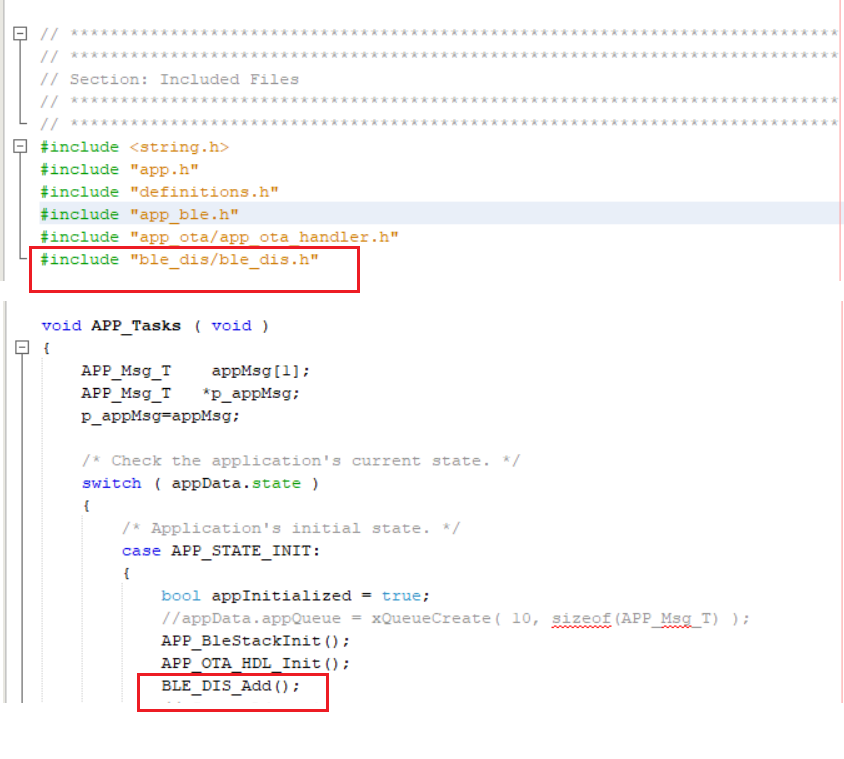 // *****************************************************************************
// *****************************************************************************
// Section: Included Files
// *****************************************************************************
// *****************************************************************************
#include <string.h>
#include "app.h"
#include "definitions.h"
#include "app_ble.h"
#include "app_ota/app_ota_handler.h"
#include "ble_dis/ble_dis.h"
void APP_Tasks ( void )
{
APP_Msg_T    appMsg[1];
APP_Msg_T   *p_appMsg;
p_appMsg=appMsg;
/* Check the application's current state. */
switch ( appData.state )
{
/* Application's initial state. */
case APP_STATE_INIT:
{
bool appInitialized = true;
//appData.appQueue = xQueueCreate( 10, sizeof(APP_Msg_T) );
APP_BleStackInit();
APP_OTA_HDL_Init();
BLE_DIS_Add();